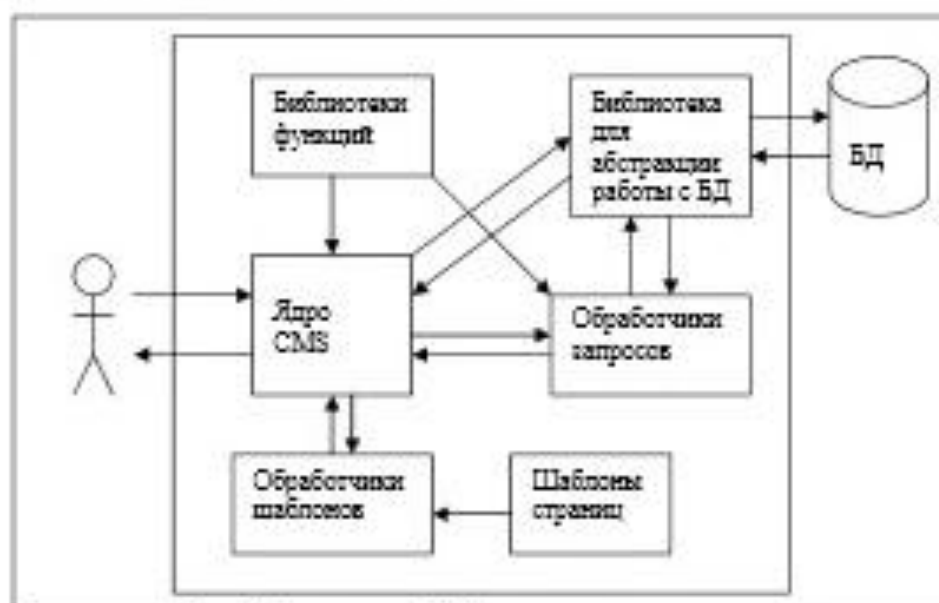 Библиотеки
функций
Библиотека
для
абстракции
работы с БД
БД
Ядро
CMS
Обработчики
запросов
Обработчики
шаблонов
Шаблоны
страниц